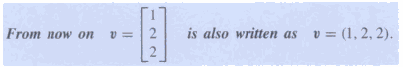 From now on v = [1 2 2] is also written as v = (1, 2, 2).